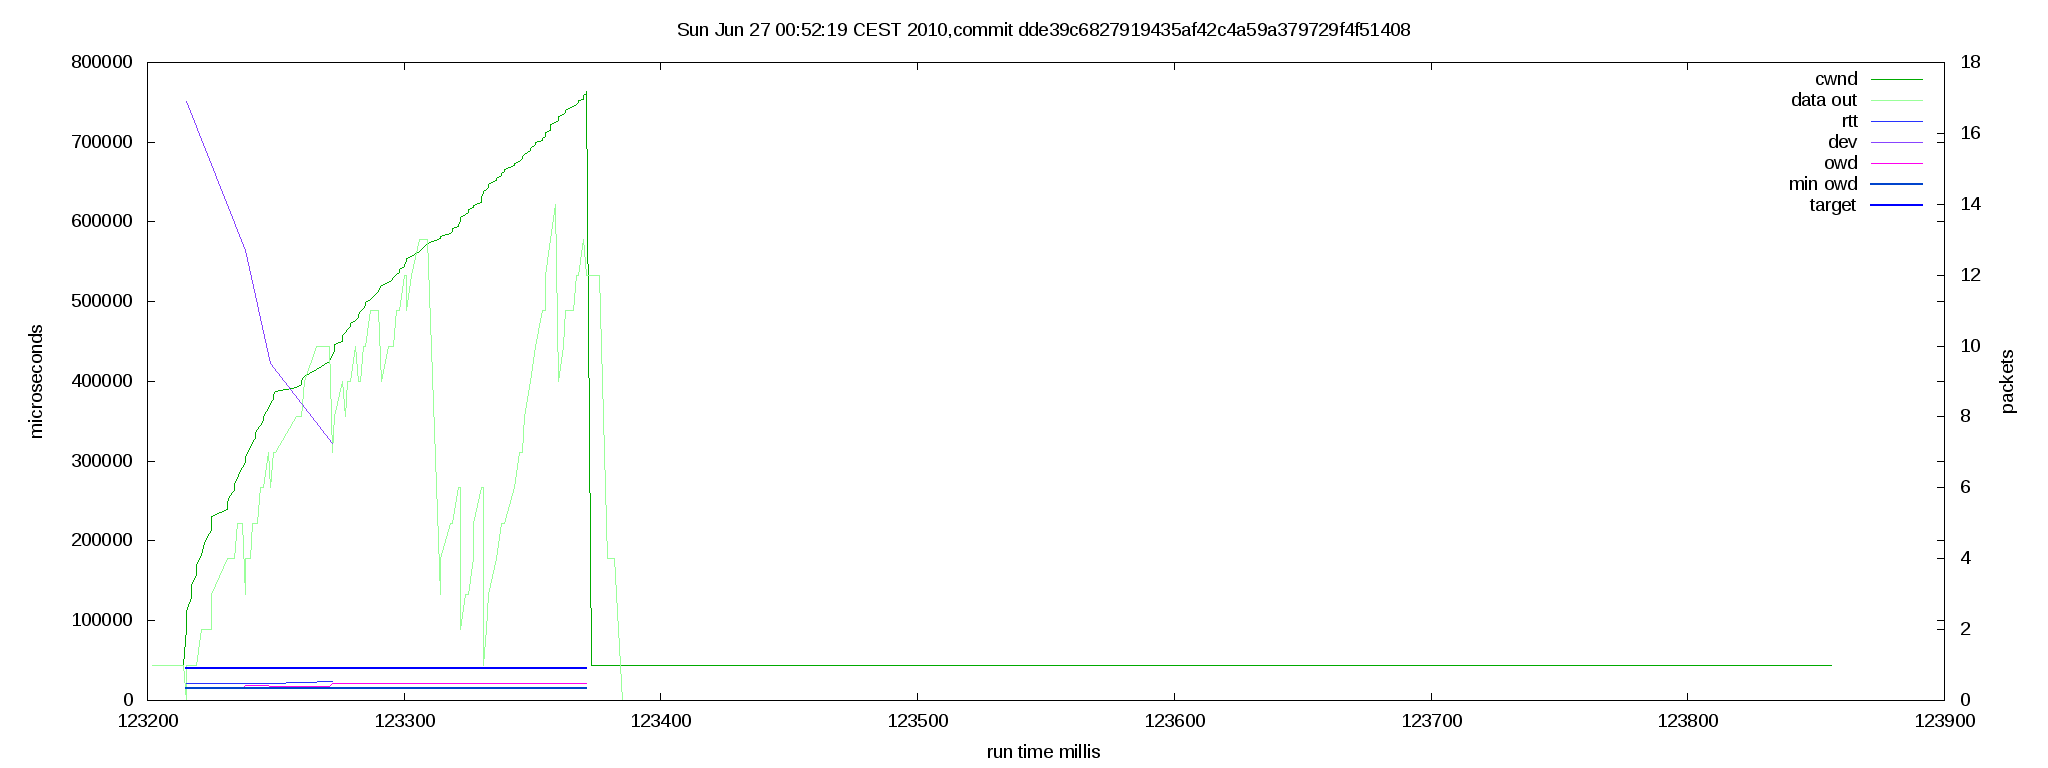 Sun Jun 27 00:52:19 CEST 2010,commit dde39c6827919435af42c4a59a379729f4f51408
800000
700000
600000
500000
400000
300000
200000
100000
0
microseconds
18
16
14
12
10
8
6
4
2
0
packets
cwnd
data out
rtt
dev
owd
min owd
target
123200 123300 123400 123500 123600 123700 123800 123900
run time millis